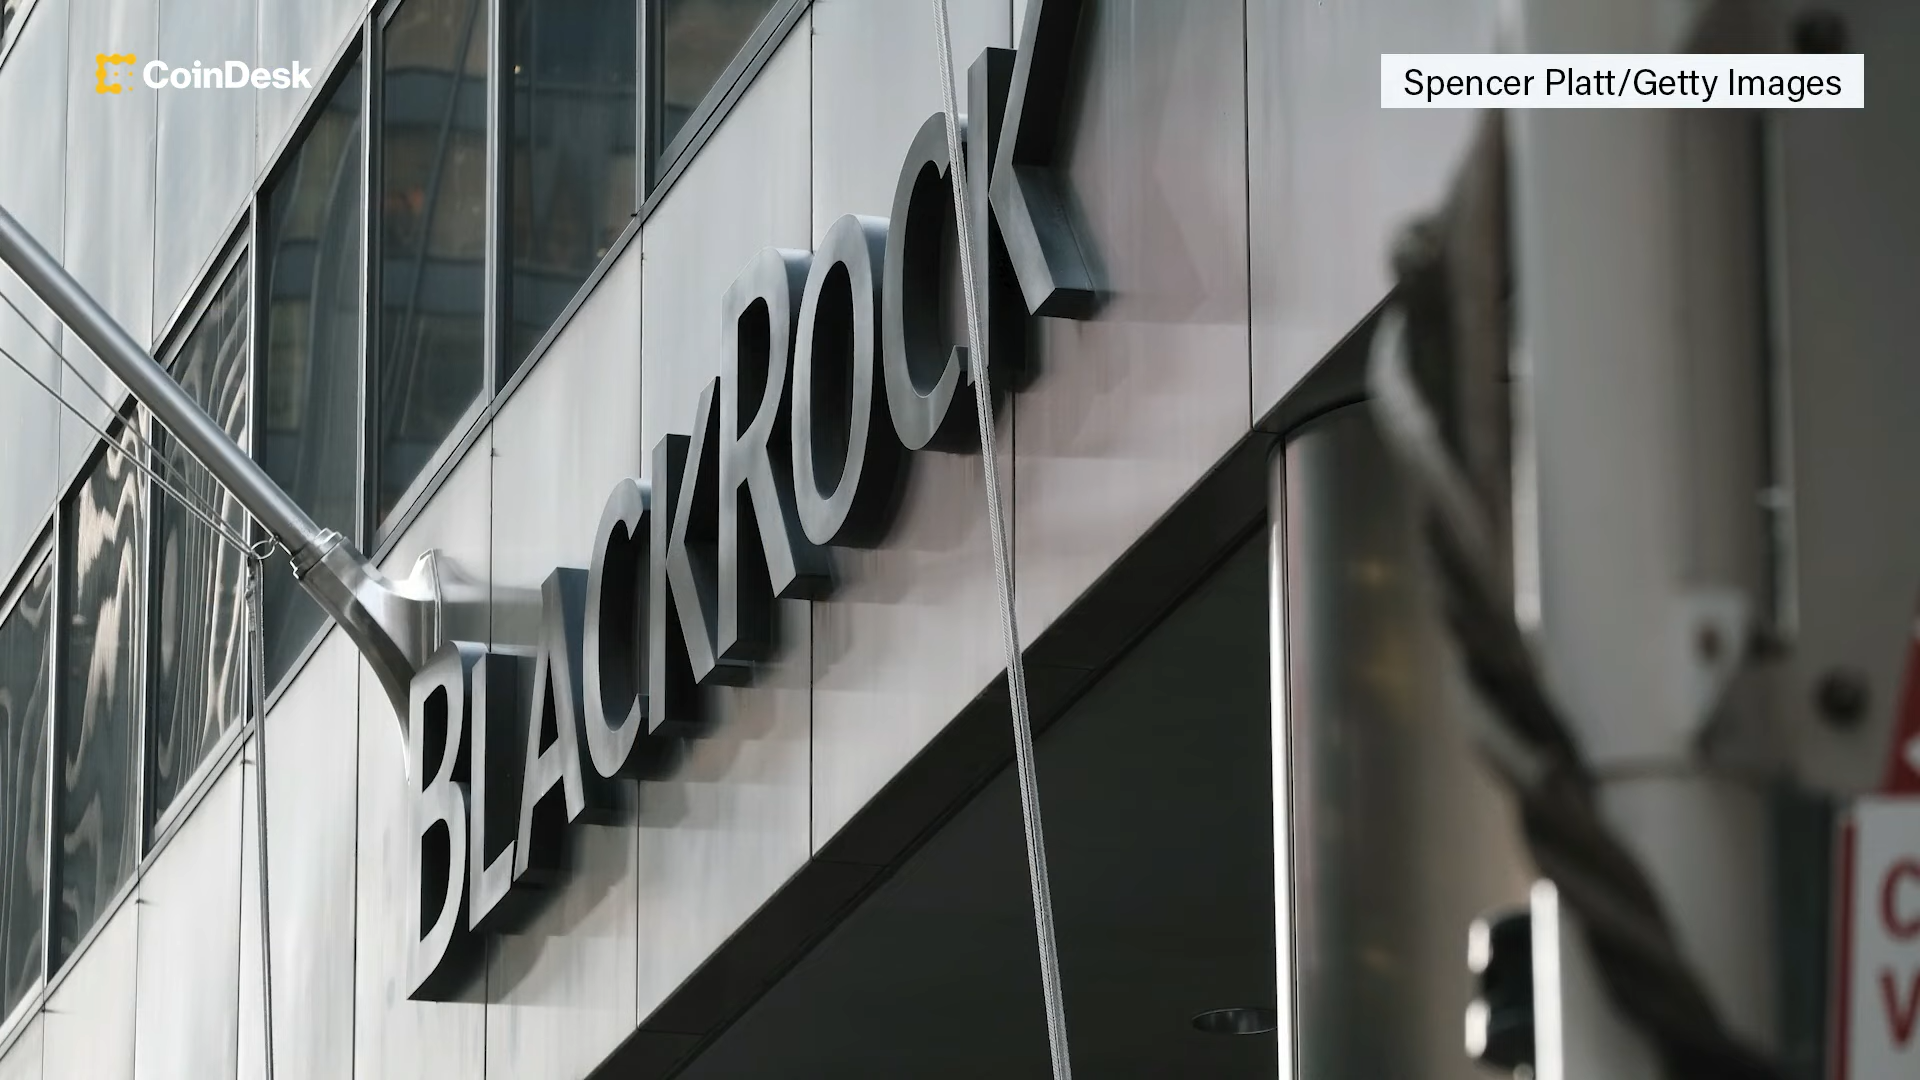 CoinDesk
Spencer Platt/Getty Images
BLACKROCK
C
V